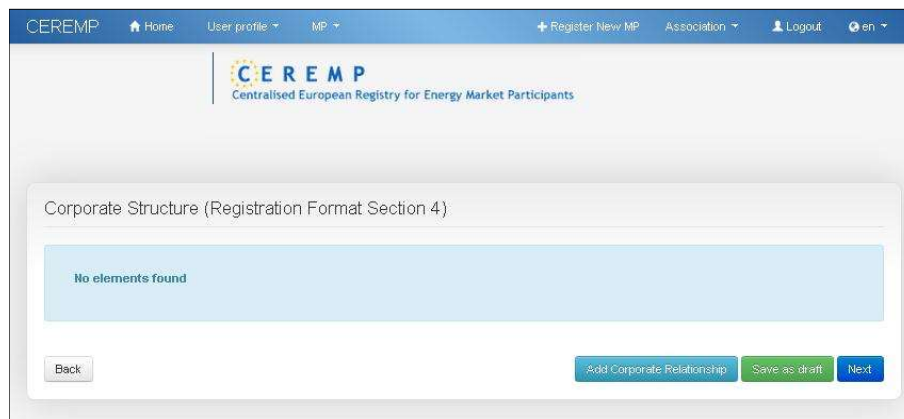 CEREMP Home User profile MP Register New MP Association Logout en
CEREMP
Centralised European Registry for Energy Market Participants
Corporate Structure (Registration Format Section 4)
No elements found
Back Add Corporate Relationship Save as draft Next